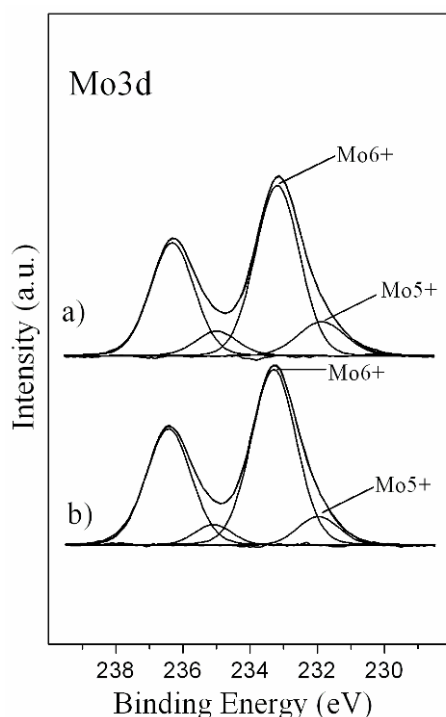 Mo3d
Mo6+
Mo5+
a)
Mo6+
Mo5+
b)
Intensity (a.u.)
238 236 234 232 230
Binding Energy (eV)